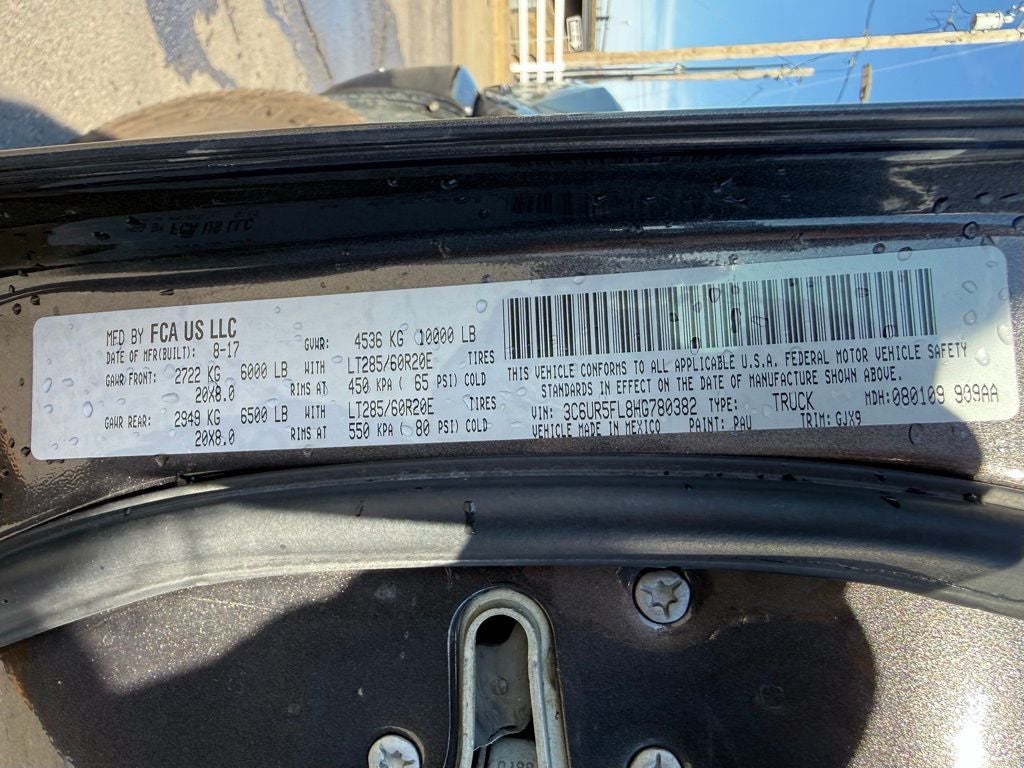 MFD BY FCA US LLC
DATE OF MFR(BUILT): 8-17
GVWR: 4536 KG 10000 LB
GAWR FRONT: 2722 KG 6000 LB WITH LT285/60R20E TIRES
20X8.0 RIMS AT 450 KPA ( 65 PSI) COLD
GAWR REAR: 2949 KG 6500 LB WITH LT285/60R20E TIRES
20X8.0 RIMS AT 550 KPA ( 80 PSI) COLD
THIS VEHICLE CONFORMS TO ALL APPLICABLE U.S.A. FEDERAL MOTOR VEHICLE SAFETY
STANDARDS IN EFFECT ON THE DATE OF MANUFACTURE SHOWN ABOVE.
VIN: 3C6UR5FL8HG780382 TYPE: TRUCK MDH: 080109 909AA
VEHICLE MADE IN MEXICO PAINT: PAU TRIM: GJX9